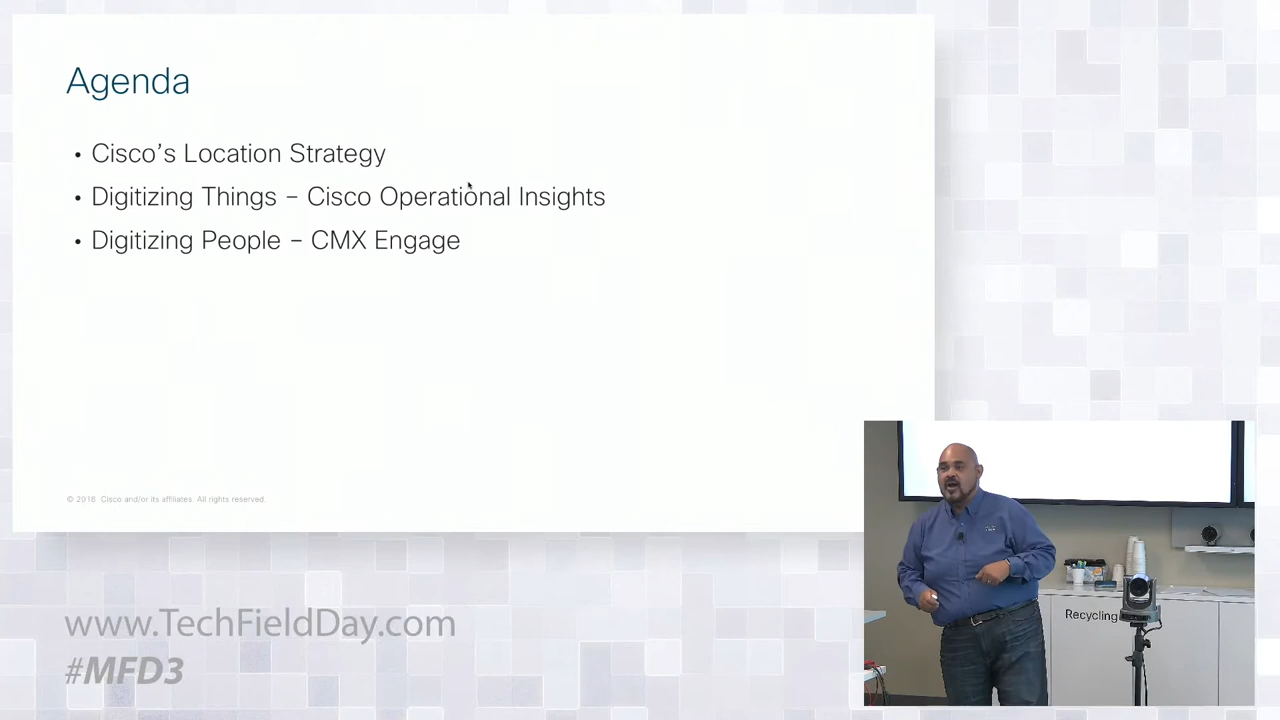 Agenda
• Cisco's Location Strategy
• Digitizing Things – Cisco Operational Insights
• Digitizing People – CMX Engage
© 2018 Cisco and/or its affiliates. All rights reserved.
Recycling
www.TechFieldDay.com
#MFD3